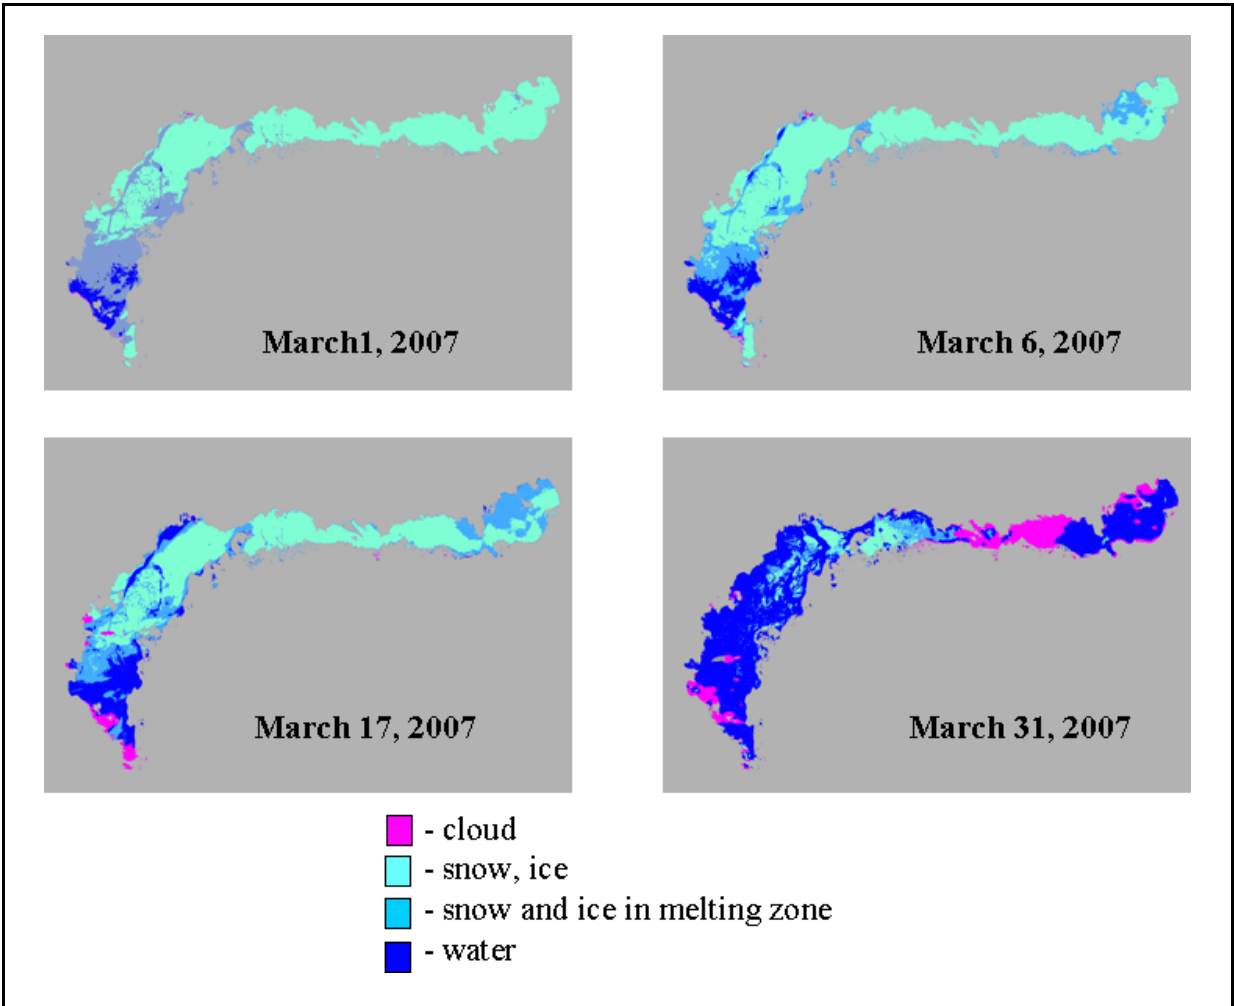 March1, 2007
March 6, 2007
March 17, 2007
March 31, 2007
- cloud
- snow, ice
- snow and ice in melting zone
- water